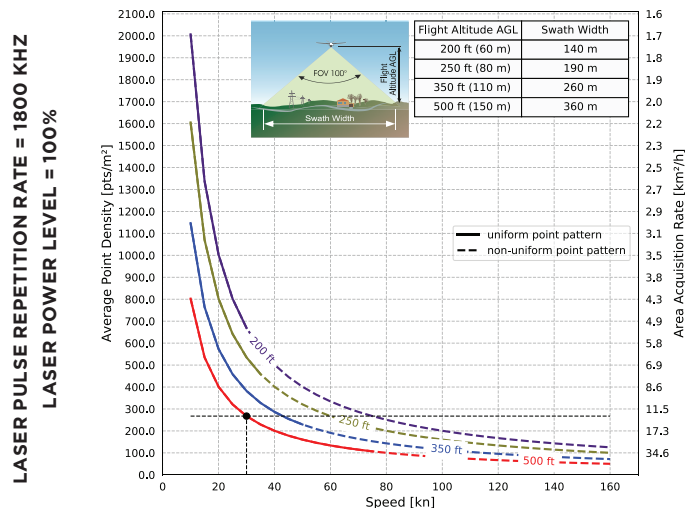 LASER PULSE REPETITION RATE = 1800 KHZ
LASER POWER LEVEL = 100%
Average Point Density [pts/m²]
2100.0
2000.0
1900.0
1800.0
1700.0
1600.0
1500.0
1400.0
1300.0
1200.0
1100.0
1000.0
900.0
800.0
700.0
600.0
500.0
400.0
300.0
200.0
100.0
0.0
FOV 100°
Flight
Altitude AGL
Swath Width
Flight Altitude AGL Swath Width
200 ft (60 m) 140 m
250 ft (80 m) 190 m
350 ft (110 m) 260 m
500 ft (150 m) 360 m
uniform point pattern
non-uniform point pattern
200 ft
250 ft
350 ft
500 ft
1.6
1.7
1.8
1.9
2.0
2.2
2.3
2.5
2.7
2.9
3.1
3.5
3.8
4.3
4.9
5.8
6.9
8.6
11.5
17.3
34.6
Area Acquisition Rate [km²/h]
0 20 40 60 80 100 120 140 160
Speed [kn]